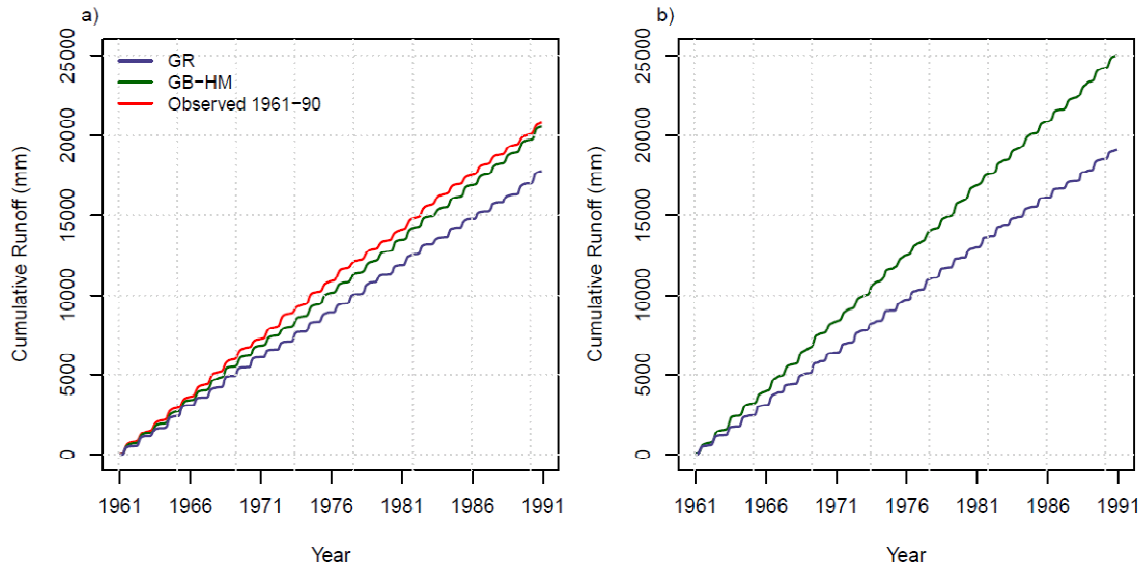 a)
GR
GB-HM
Observed 1961-90
Cumulative Runoff (mm)
0
5000
10000
15000
20000
25000
1961
1966
1971
1976
1981
1986
1991
Year
b)
Cumulative Runoff (mm)
0
5000
10000
15000
20000
25000
1961
1966
1971
1976
1981
1986
1991
Year